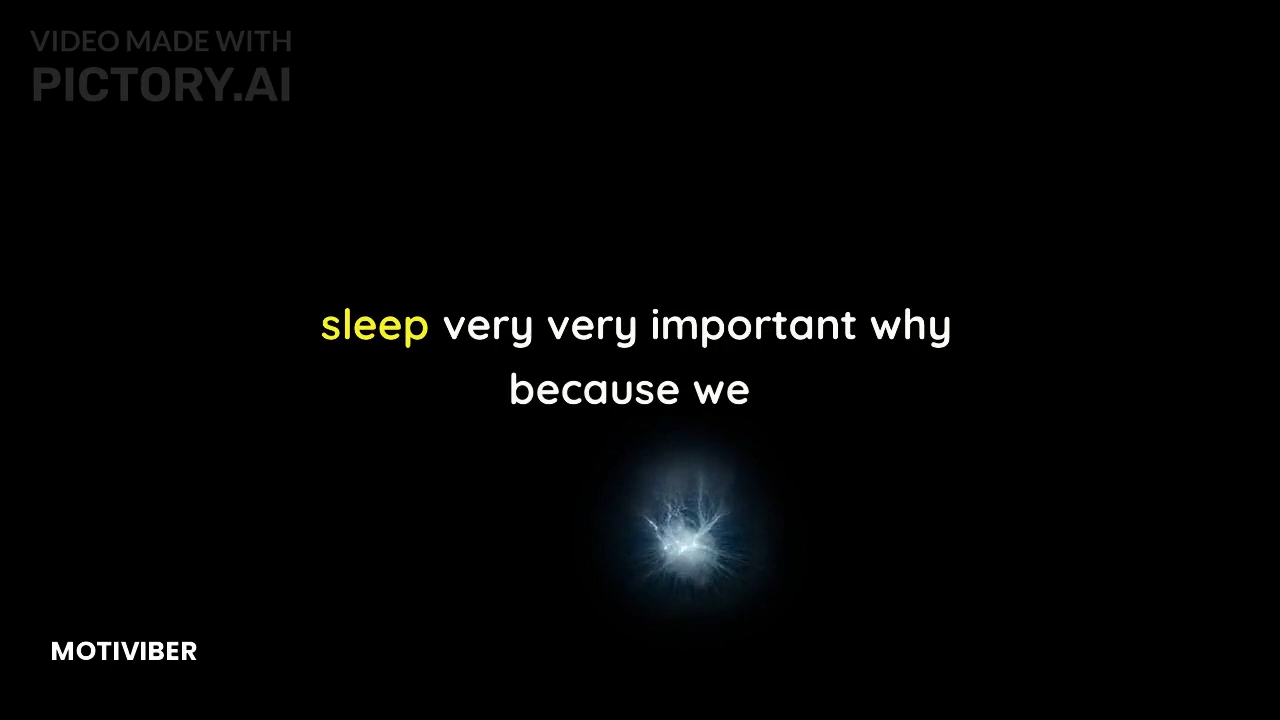 VIDEO MADE WITH
PICTORY.AI
sleep very very important why
because we
MOTIVIBER